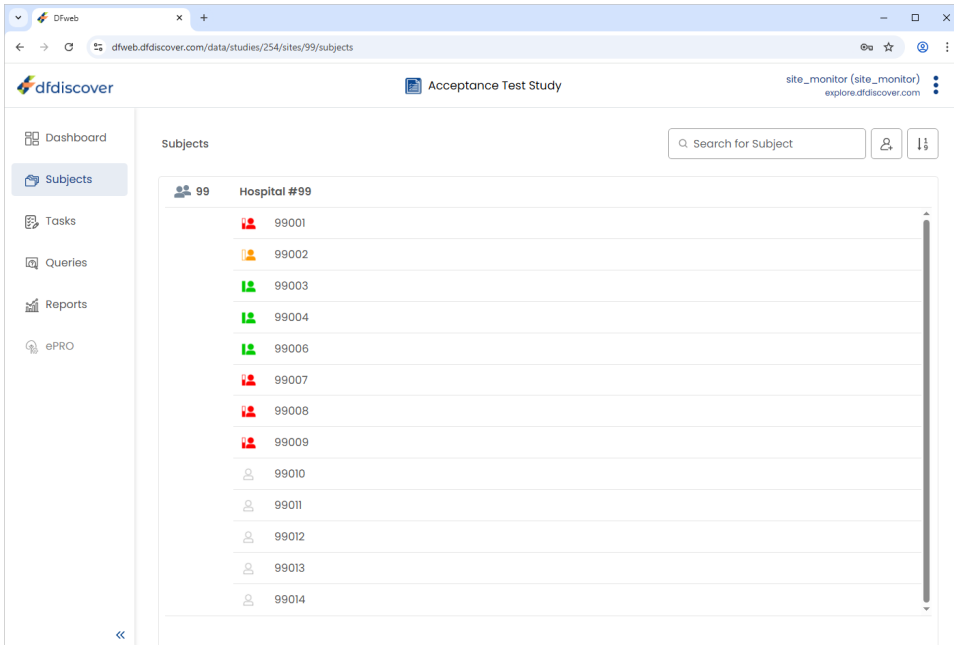 DFweb
dfweb.dfdiscover.com/data/studies/254/sites/99/subjects
dfdiscover
Acceptance Test Study
site_monitor (site_monitor)
explore.dfdiscover.com
Dashboard
Subjects
Tasks
Queries
Reports
ePRO
Subjects
Search for Subject
1
9
99 Hospital #99
99001
99002
99003
99004
99006
99007
99008
99009
99010
99011
99012
99013
99014